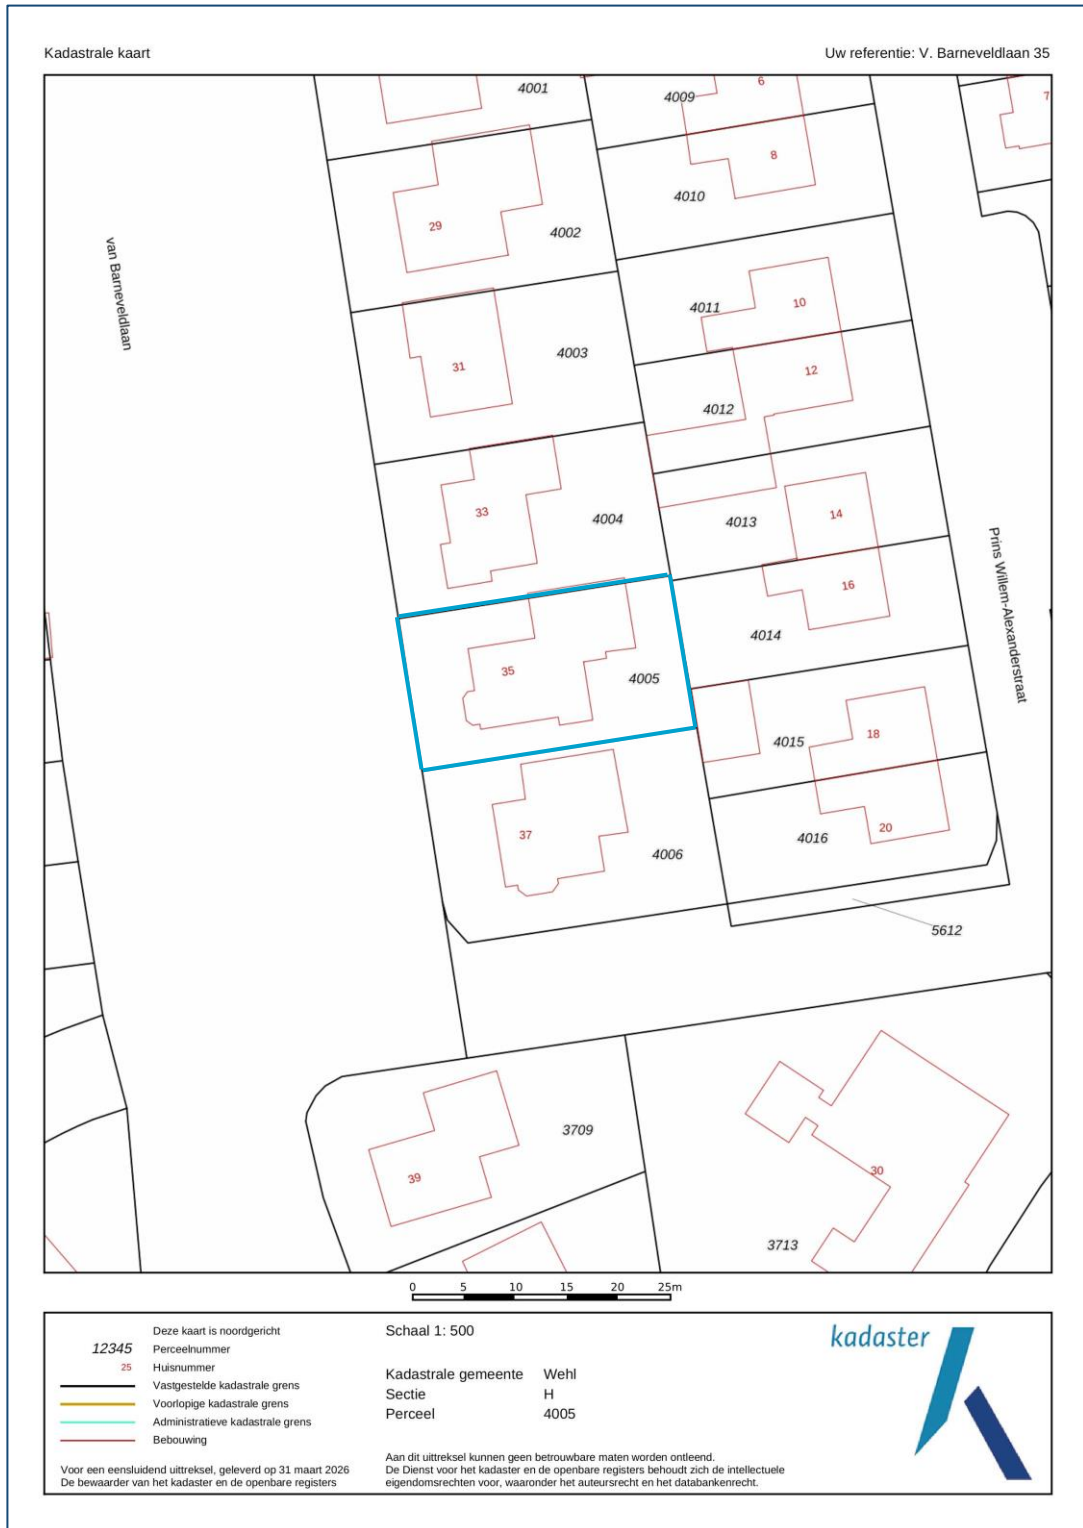 Kadastrale kaart
Uw referentie: V. Barneveldlaan 35
4001
4009
6
7
8
4010
29
4002
van Barneveldlaan
4011
10
31
4003
12
4012
33
4004
4013
14
Prins Willem-Alexanderstraat
16
4014
35
4005
4015
18
37
4006
4016
20
5612
3709
39
30
3713
0 5 10 15 20 25m
Deze kaart is noordgericht
12345 Perceelnummer
25 Huisnummer
Vastgestelde kadastrale grens
Voorlopige kadastrale grens
Administratieve kadastrale grens
Bebouwing
Voor een eensluidend uittreksel, geleverd op 31 maart 2026
De bewaarder van het kadaster en de openbare registers
Schaal 1: 500
Kadastrale gemeente Wehl
Sectie H
Perceel 4005
Aan dit uittreksel kunnen geen betrouwbare maten worden ontleend.
De Dienst voor het kadaster en de openbare registers behoudt zich de intellectuele
eigendomsrechten voor, waaronder het auteursrecht en het databankenrecht.
kadaster